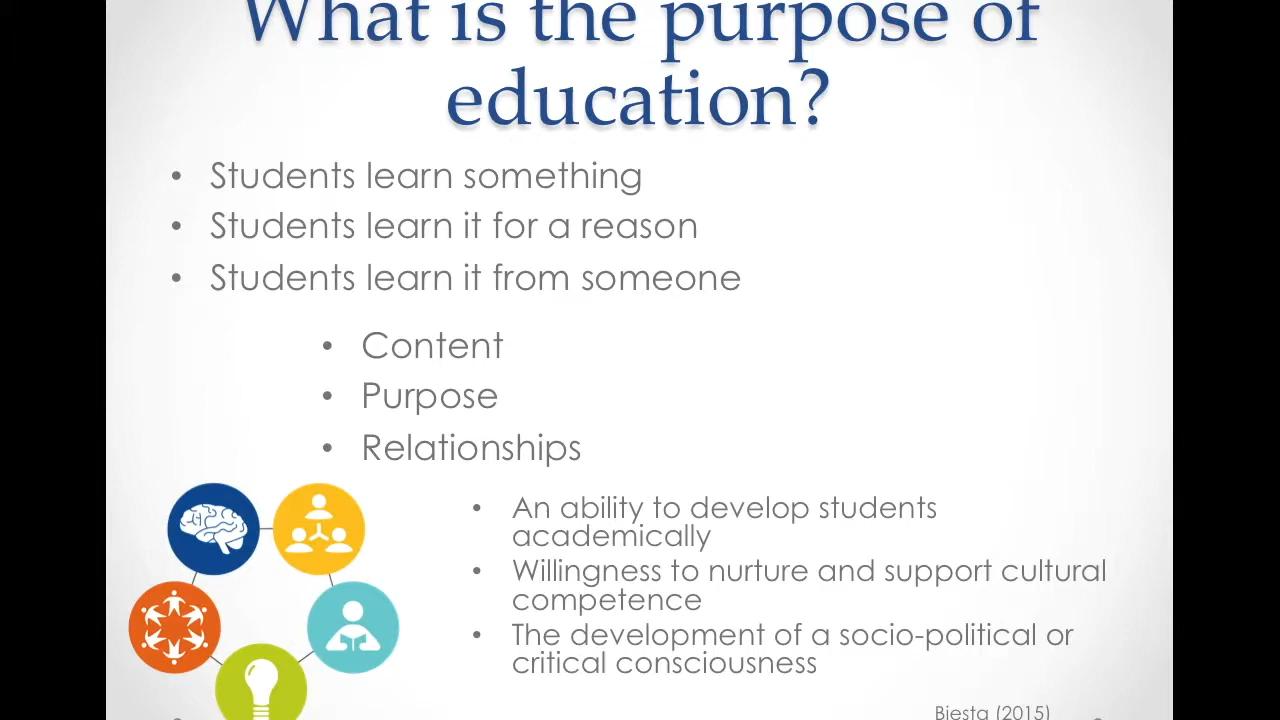 What is the purpose of
education?
• Students learn something
• Students learn it for a reason
• Students learn it from someone
• Content
• Purpose
• Relationships
• An ability to develop students
academically
• Willingness to nurture and support cultural
competence
• The development of a socio-political or
critical consciousness
Biesta (2015)